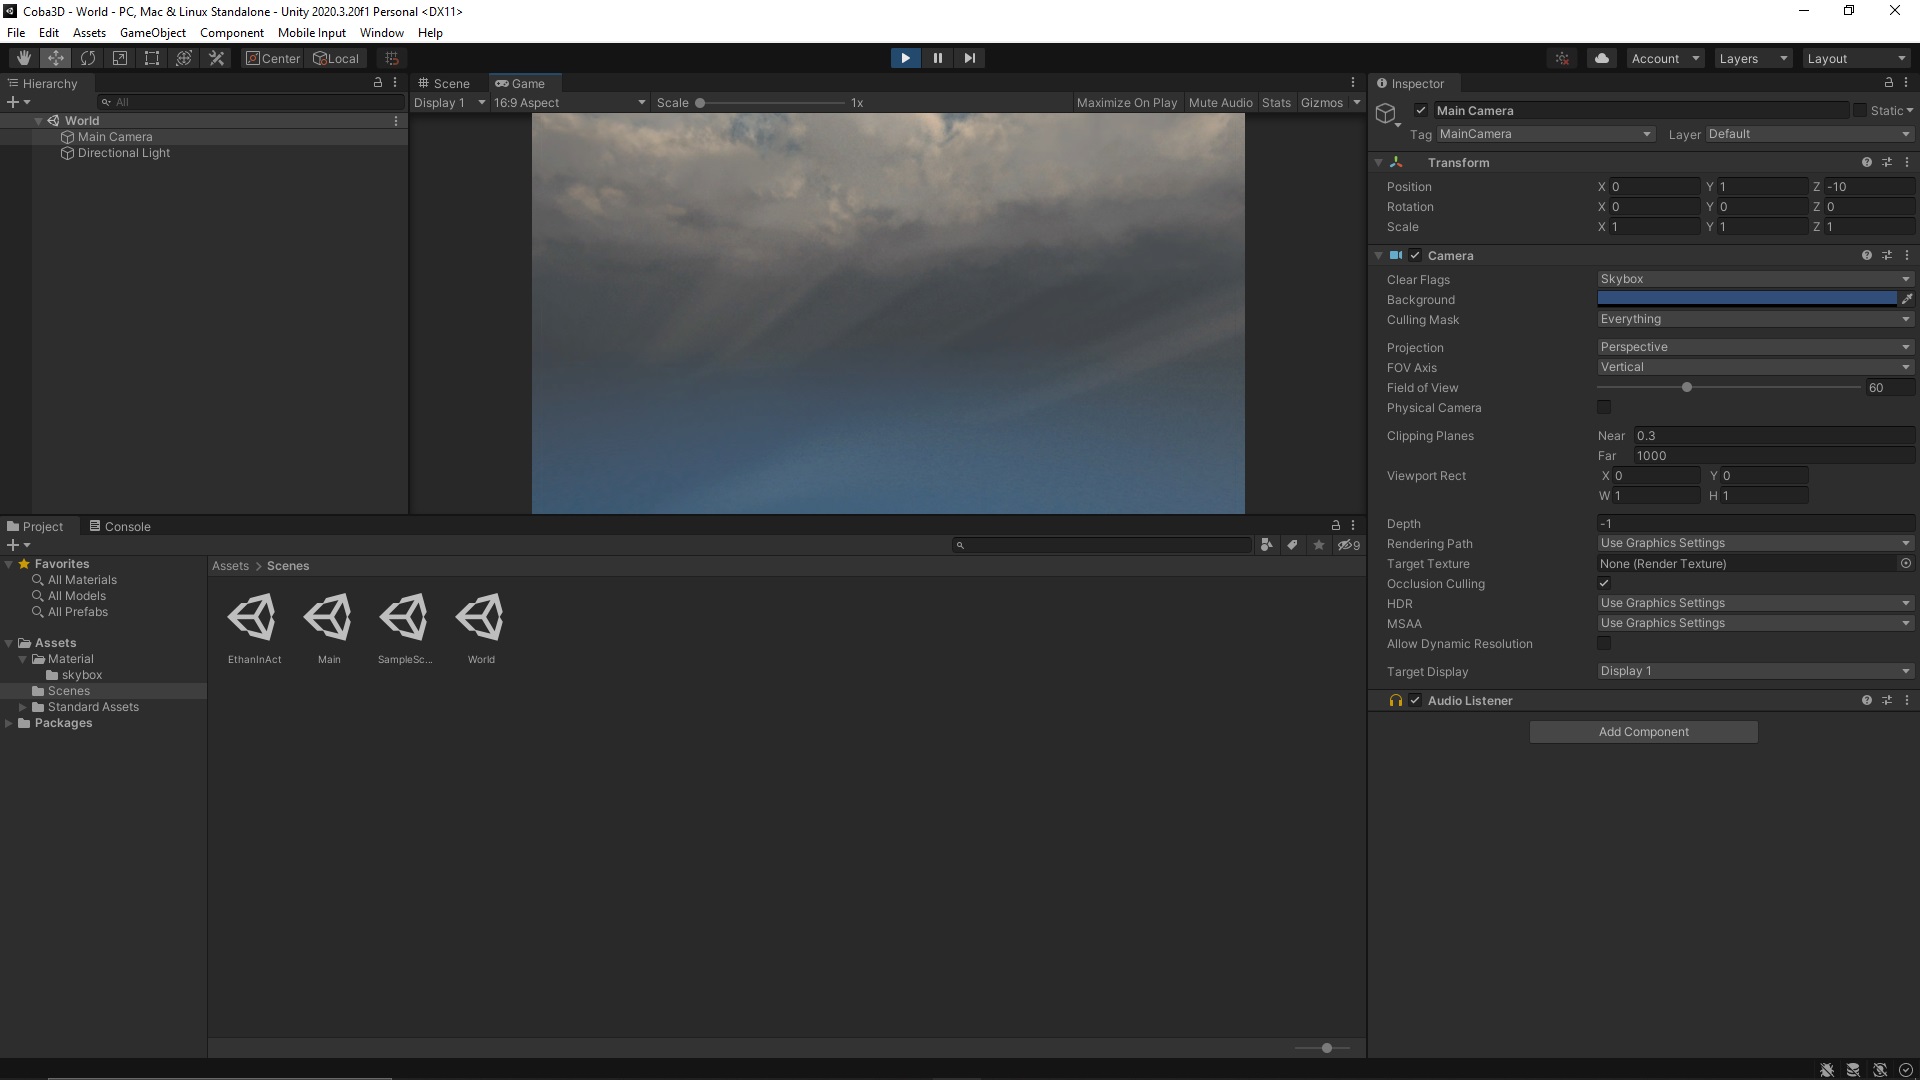 Coba3D - World - PC, Mac & Linux Standalone - Unity 2020.3.20f1 Personal <DX11>
File Edit Assets GameObject Component Mobile Input Window Help
Center Local Account Layers Layout
Hierarchy
All
World
Main Camera
Directional Light
Scene Game
Display 1 16:9 Aspect Scale 1x Maximize On Play Mute Audio Stats Gizmos
Inspector
Main Camera Static
Tag MainCamera Layer Default
Transform
Position X 0 Y 1 Z -10
Rotation X 0 Y 0 Z 0
Scale X 1 Y 1 Z 1
Camera
Clear Flags Skybox
Background
Culling Mask Everything
Projection Perspective
FOV Axis Vertical
Field of View 60
Physical Camera
Clipping Planes Near 0.3
Far 1000
Viewport Rect X 0 Y 0
W 1 H 1
Depth -1
Rendering Path Use Graphics Settings
Target Texture None (Render Texture)
Occlusion Culling
HDR Use Graphics Settings
MSAA Use Graphics Settings
Allow Dynamic Resolution
Target Display Display 1
Audio Listener
Add Component
Project Console
9
Favorites
All Materials
All Models
All Prefabs
Assets
Material
skybox
Scenes
Standard Assets
Packages
Assets > Scenes
EthanInAct Main SampleSc... World